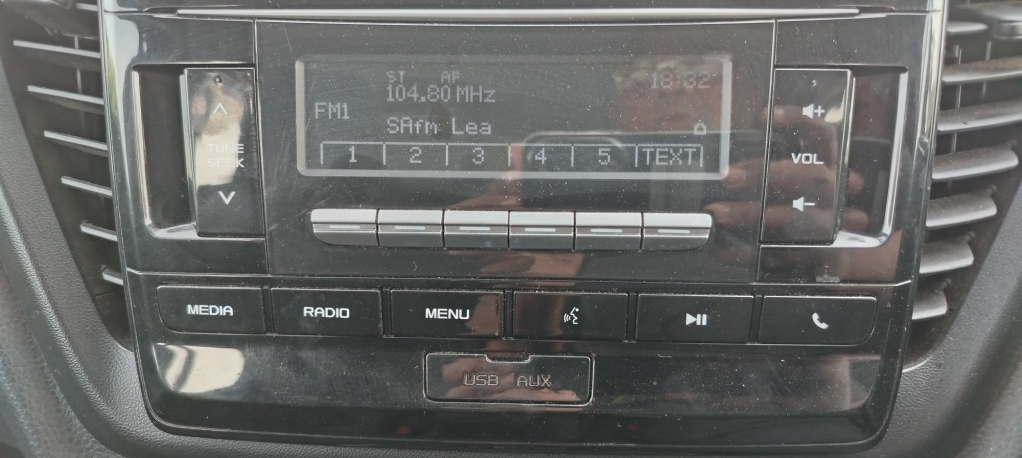 ST AF
18:32
104.80 MHz
FM1
SAfm Lea
1 2 3 4 5 TEXT
TUNE
SEEK
VOL
MEDIA RADIO MENU
USB AUX